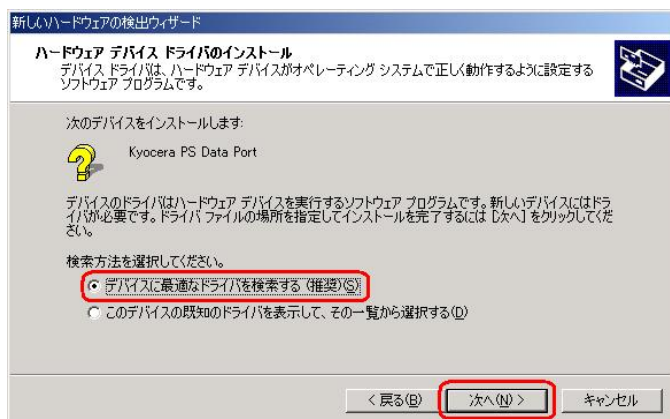 新しいハードウェアの検出ウィザード
ハードウェア デバイス ドライバのインストール
デバイス ドライバは、ハードウェア デバイスがオペレーティング システムで正しく動作するように設定する
ソフトウェア プログラムです。
次のデバイスをインストールします:
Kyocera PS Data Port
デバイスのドライバはハードウェア デバイスを実行するソフトウェア プログラムです。新しいデバイスにはドラ
イバが必要です。ドライバ ファイルの場所を指定してインストールを完了するには [次へ] をクリックしてくだ
さい。
検索方法を選択してください。
デバイスに最適なドライバを検索する (推奨)(S)
このデバイスの既知のドライバを表示して、その一覧から選択する(D)
< 戻る(B) 次へ(N) > キャンセル